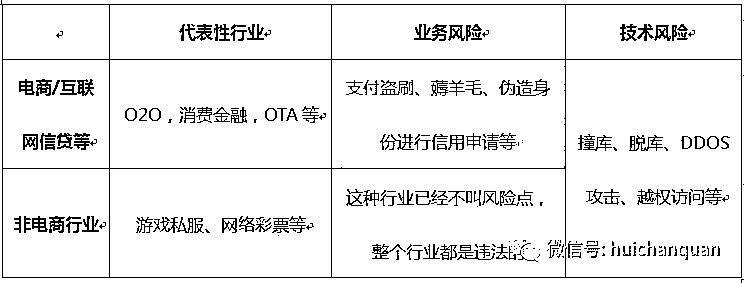 代表性行业 业务风险 技术风险
电商/互联
网信贷等
O2O，消费金融，OTA 等
支付盗刷、薅羊毛、伪造身
份进行信用申请等
撞库、脱库、DDOS
攻击、越权访问等
非电商行业
游戏私服、网络彩票等
这种行业已经不叫风险点，
整个行业都是违法的
微信号: huichanquan